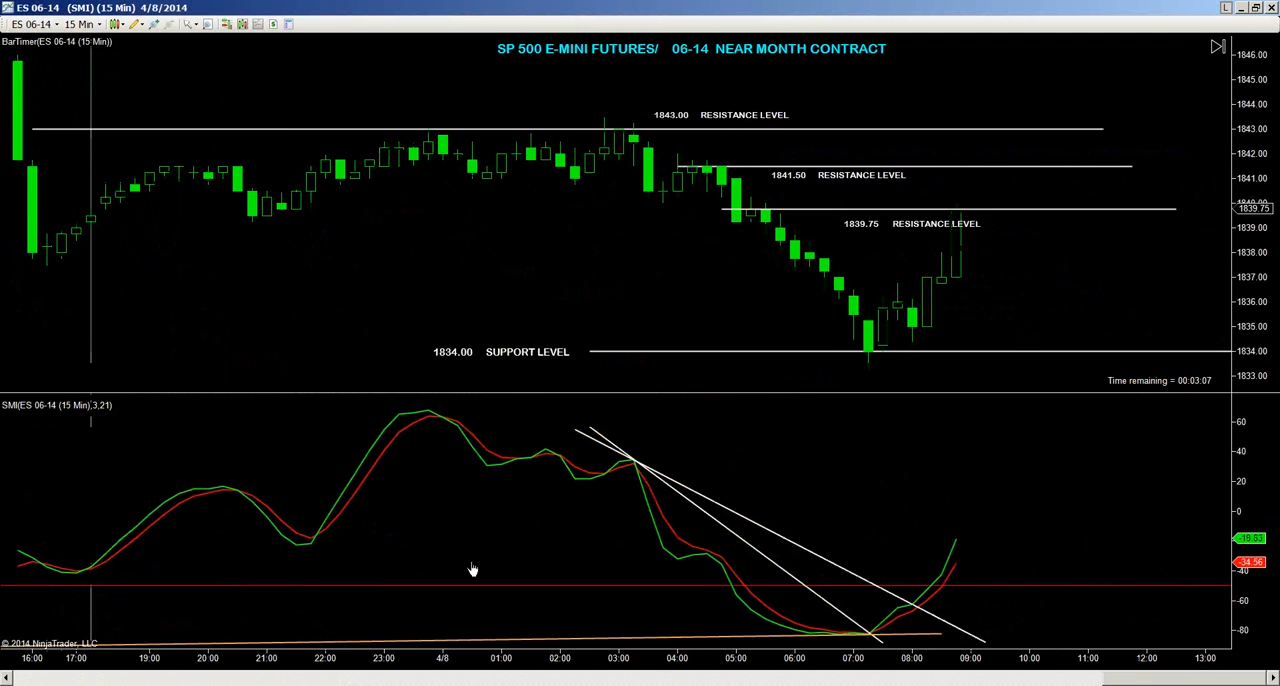 ES 06-14 (SMI) (15 Min) 4/8/2014
L
ES 06-14 15 Min
BarTimer(ES 06-14 (15 Min))
SP 500 E-MINI FUTURES/ 06-14 NEAR MONTH CONTRACT
1846.00
1845.00
1844.00
1843.00 RESISTANCE LEVEL
1843.00
1842.00
1841.50 RESISTANCE LEVEL
1841.00
1840.00
1839.75
1839.75 RESISTANCE LEVEL
1839.00
1838.00
1837.00
1836.00
1835.00
1834.00 SUPPORT LEVEL
1834.00
1833.00
Time remaining = 00:03:07
SMI(ES 06-14 (15 Min),3,21)
60
40
20
0
-19.53
-34.56
-40
-60
-80
© 2014 NinjaTrader, LLC
16:00 17:00 19:00 20:00 21:00 22:00 23:00 4/8 01:00 02:00 03:00 04:00 05:00 06:00 07:00 08:00 09:00 10:00 11:00 12:00 13:00